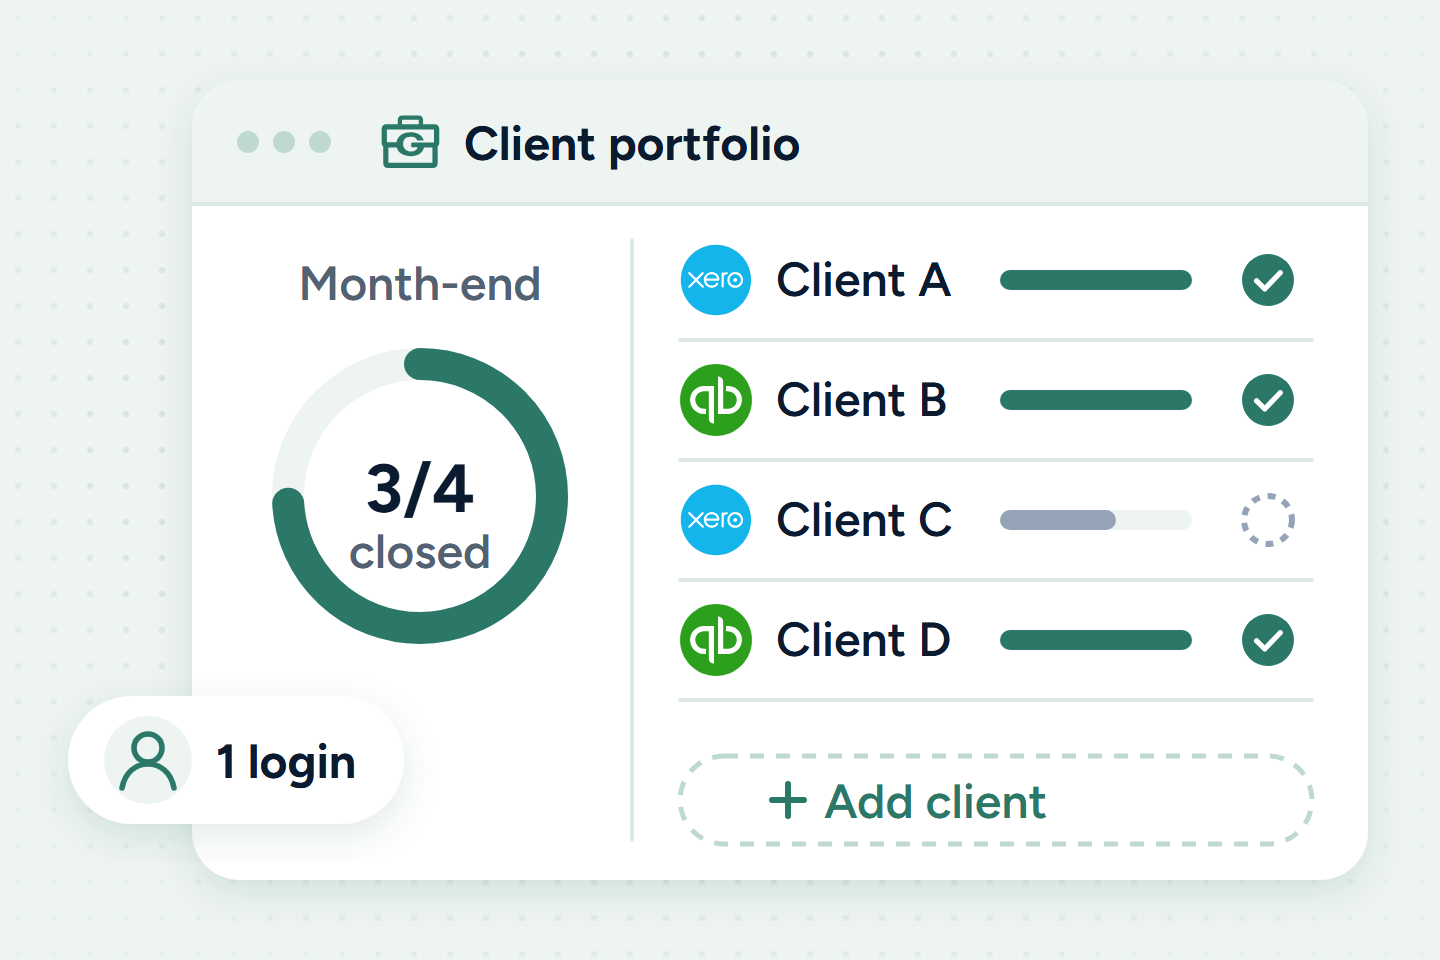 G
Client portfolio
Month-end
3/4
closed
xero
Client A
qb
Client B
xero
Client C
qb
Client D
+ Add client
1 login